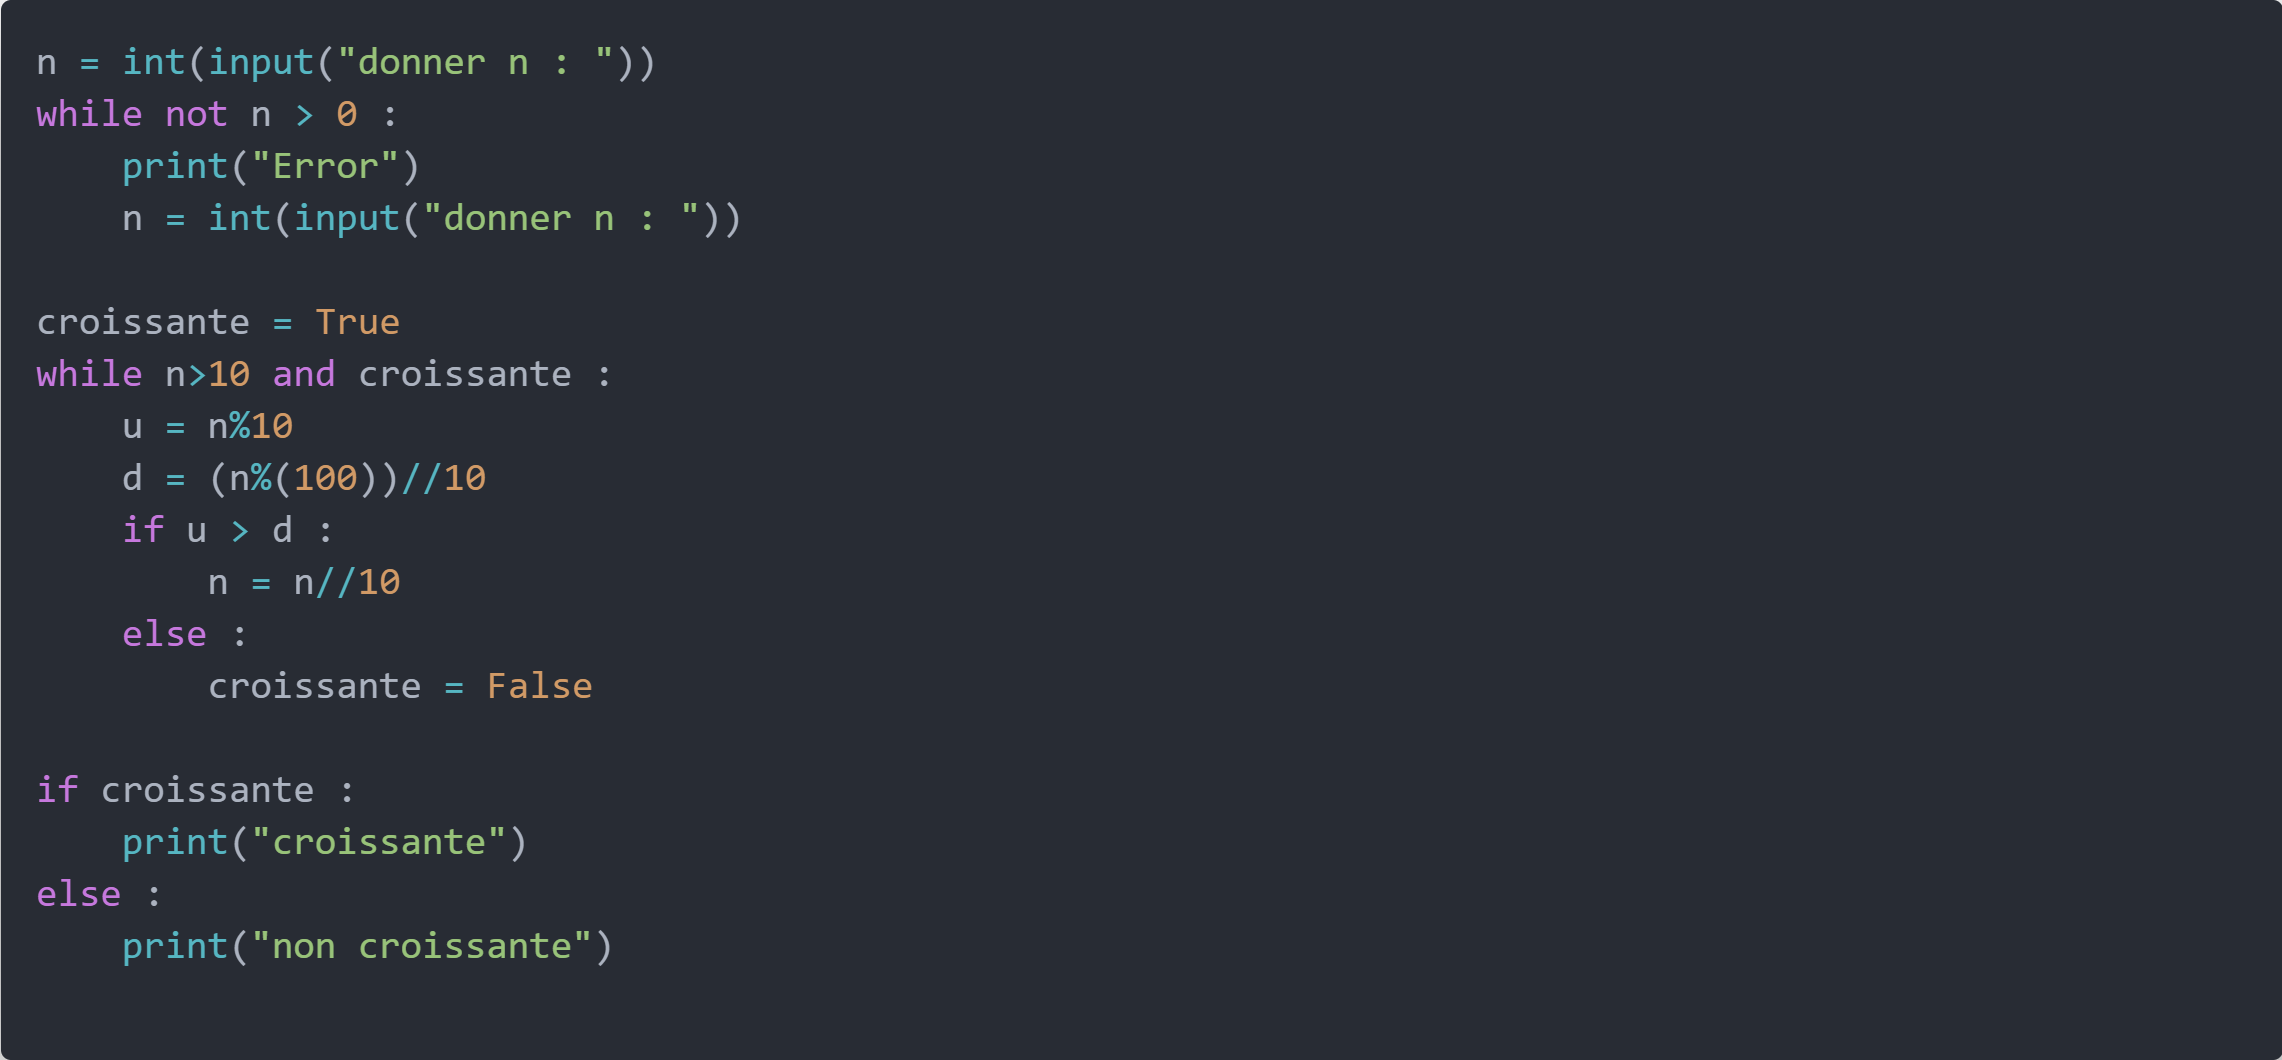 n = int(input("donner n : "))
while not n > 0 :
    print("Error")
    n = int(input("donner n : "))

croissante = True
while n>10 and croissante :
    u = n%10
    d = (n%(100))//10
    if u > d :
        n = n//10
    else :
        croissante = False

if croissante :
    print("croissante")
else :
    print("non croissante")